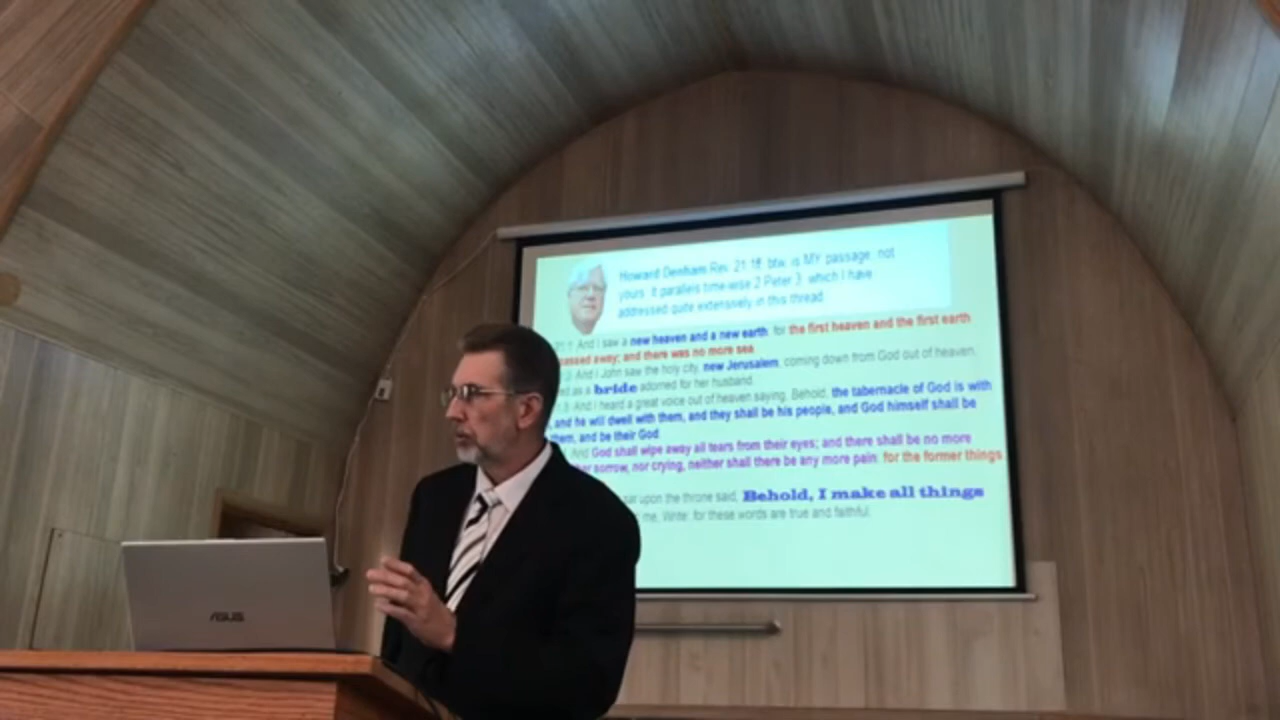 Howard Denham Rev. 21:1ff, btw, is MY passage, not
yours. It parallels time-wise 2 Peter 3, which I have
addressed quite extensively in this thread
And I saw a new heaven and a new earth: for the first heaven and the first earth
passed away; and there was no more sea
And I John saw the holy city, new Jerusalem, coming down from God out of heaven,
as a bride adorned for her husband
3 And I heard a great voice out of heaven saying, Behold, the tabernacle of God is with
and he will dwell with them, and they shall be his people, and God himself shall be
them, and be their God
And God shall wipe away all tears from their eyes; and there shall be no more
sorrow, nor crying, neither shall there be any more pain: for the former things
sat upon the throne said, Behold, I make all things
me, Write: for these words are true and faithful.
ASUS